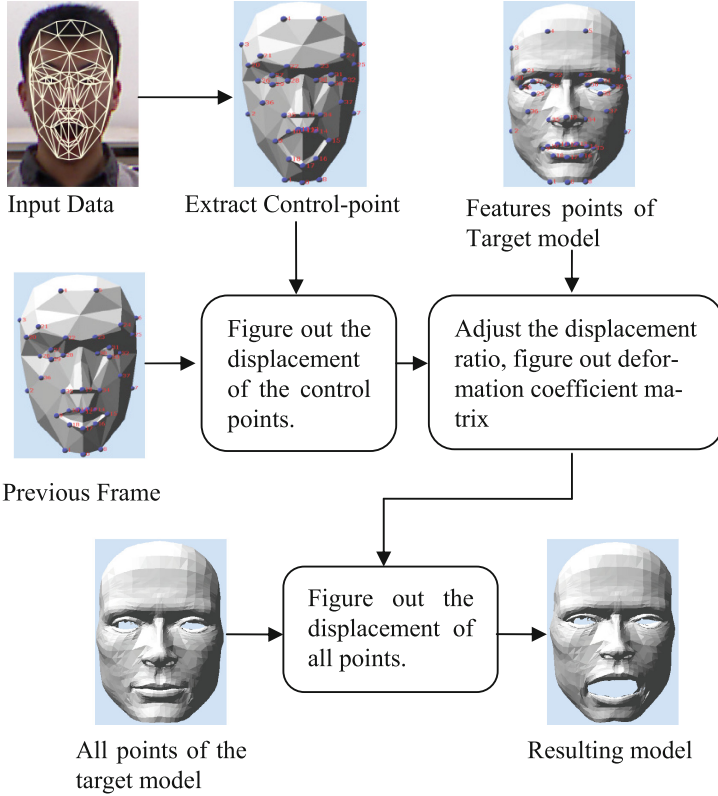 Input Data
Extract Control-point
Features points of
Target model
Figure out the
displacement
of the control
points.
Adjust the displacement
ratio, figure out defor-
mation coefficient ma-
trix
Previous Frame
Figure out the
displacement of
all points.
All points of the
target model
Resulting model